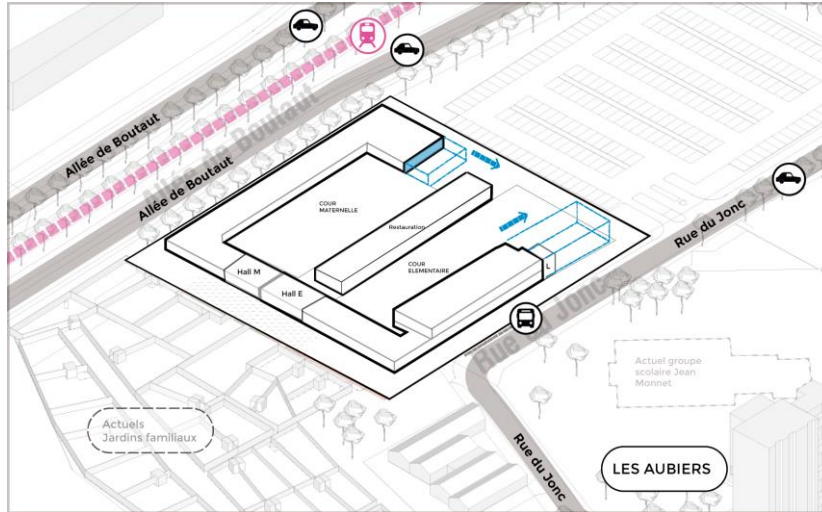 Allée de Boutaut
Allée de Boutaut
Allée de Boutaut
COUR
MATERNELLE
Restauration
COUR
ELEMENTAIRE
Hall M
Hall E
L
Rue du Jonc
Rue du Jonc
Rue du Jonc
Actuel groupe
scolaire Jean
Monnet
Actuels
Jardins familiaux
LES AUBIERS